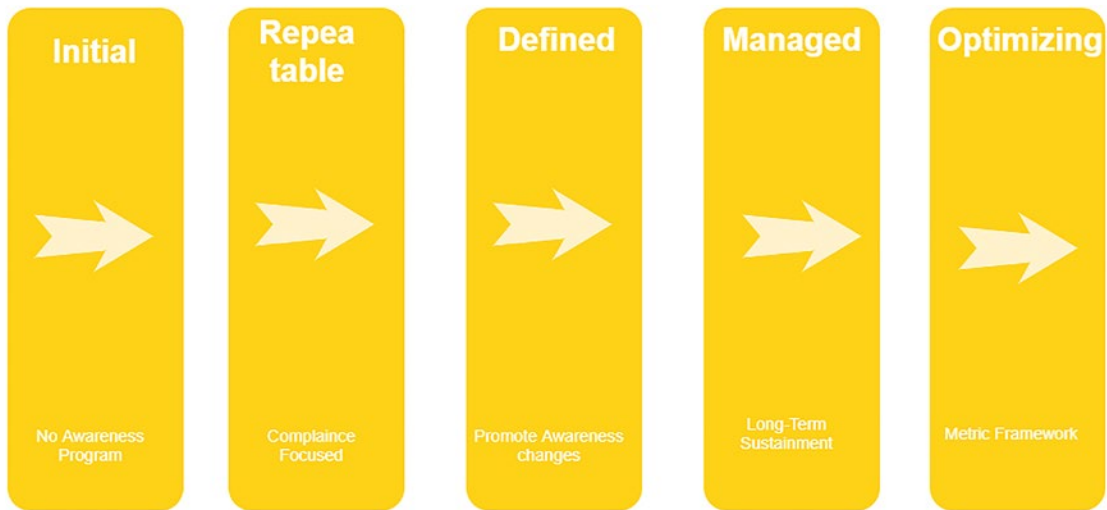 Initial
Repea
table
Defined
Managed
Optimizing
No Awareness
Program
Complaince
Focused
Promote Awareness
changes
Long-Term
Sustainment
Metric Framework